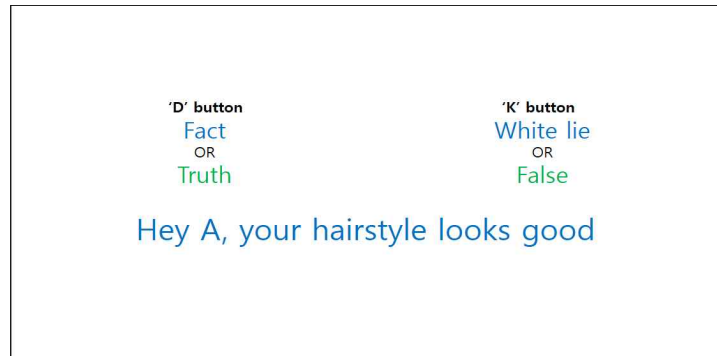 ‘D’ button
Fact
OR
Truth
‘K’ button
White lie
OR
False
Hey A, your hairstyle looks good